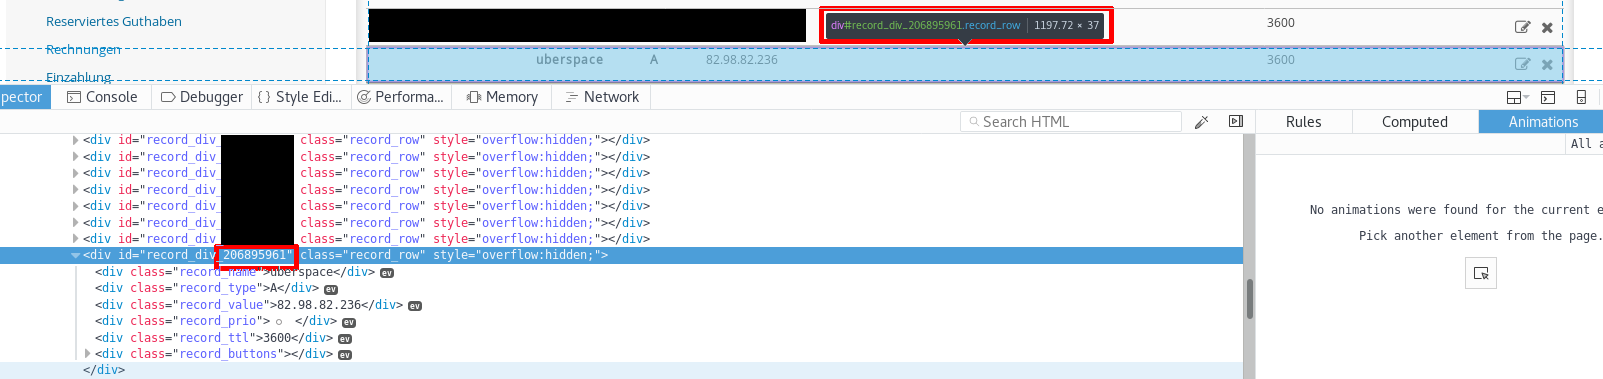 Reserviertes Guthaben
Rechnungen
Einzahlung
div#record_div_206895961.record_row | 1197.72 × 37
3600
uberspace A 82.98.82.236 3600
pector Console Debugger { } Style Edi... Performa... Memory Network
Search HTML
Rules Computed Animations
All a
<div id="record_div_ class="record_row" style="overflow:hidden;"></div>
<div id="record_div_ class="record_row" style="overflow:hidden;"></div>
<div id="record_div_ class="record_row" style="overflow:hidden;"></div>
<div id="record_div_ class="record_row" style="overflow:hidden;"></div>
<div id="record_div_ class="record_row" style="overflow:hidden;"></div>
<div id="record_div_ class="record_row" style="overflow:hidden;"></div>
<div id="record_div_ class="record_row" style="overflow:hidden;"></div>
<div id="record_div_206895961" class="record_row" style="overflow:hidden;">
<div class="record_name">uberspace</div> ev
<div class="record_type">A</div> ev
<div class="record_value">82.98.82.236</div> ev
<div class="record_prio"> </div> ev
<div class="record_ttl">3600</div> ev
<div class="record_buttons"></div> ev
</div>
No animations were found for the current e
Pick another element from the page.